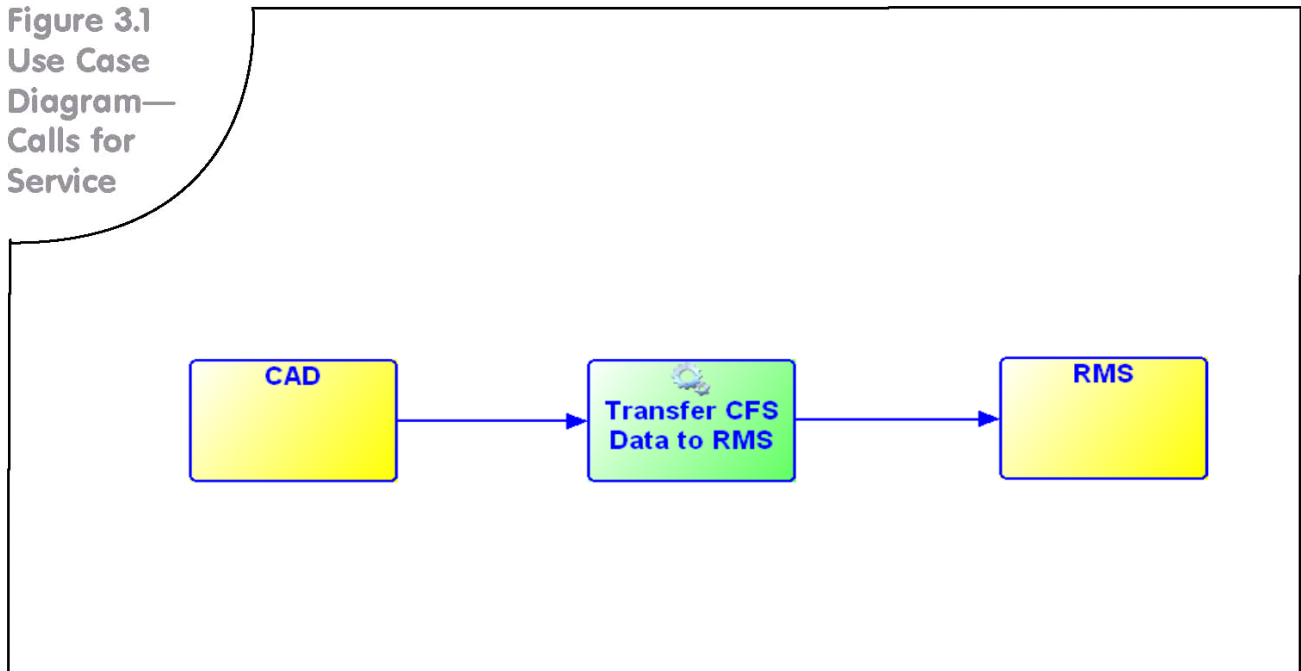 Figure 3.1
Use Case
Diagram—
Calls for
Service
CAD
Transfer CFS
Data to RMS
RMS